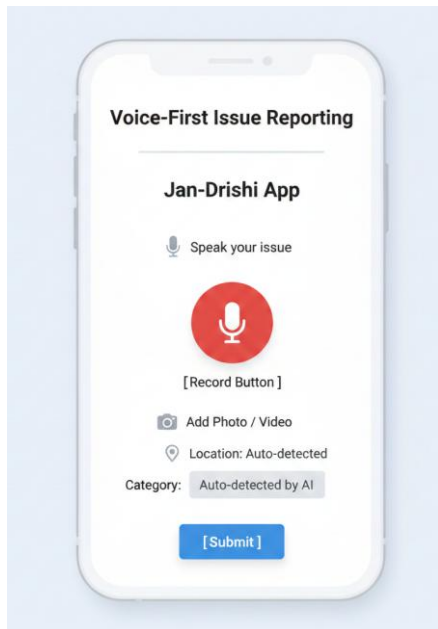 Voice-First Issue Reporting
Jan-Drishi App
Speak your issue
[Record Button]
Add Photo / Video
Location: Auto-detected
Category: Auto-detected by AI
[Submit]